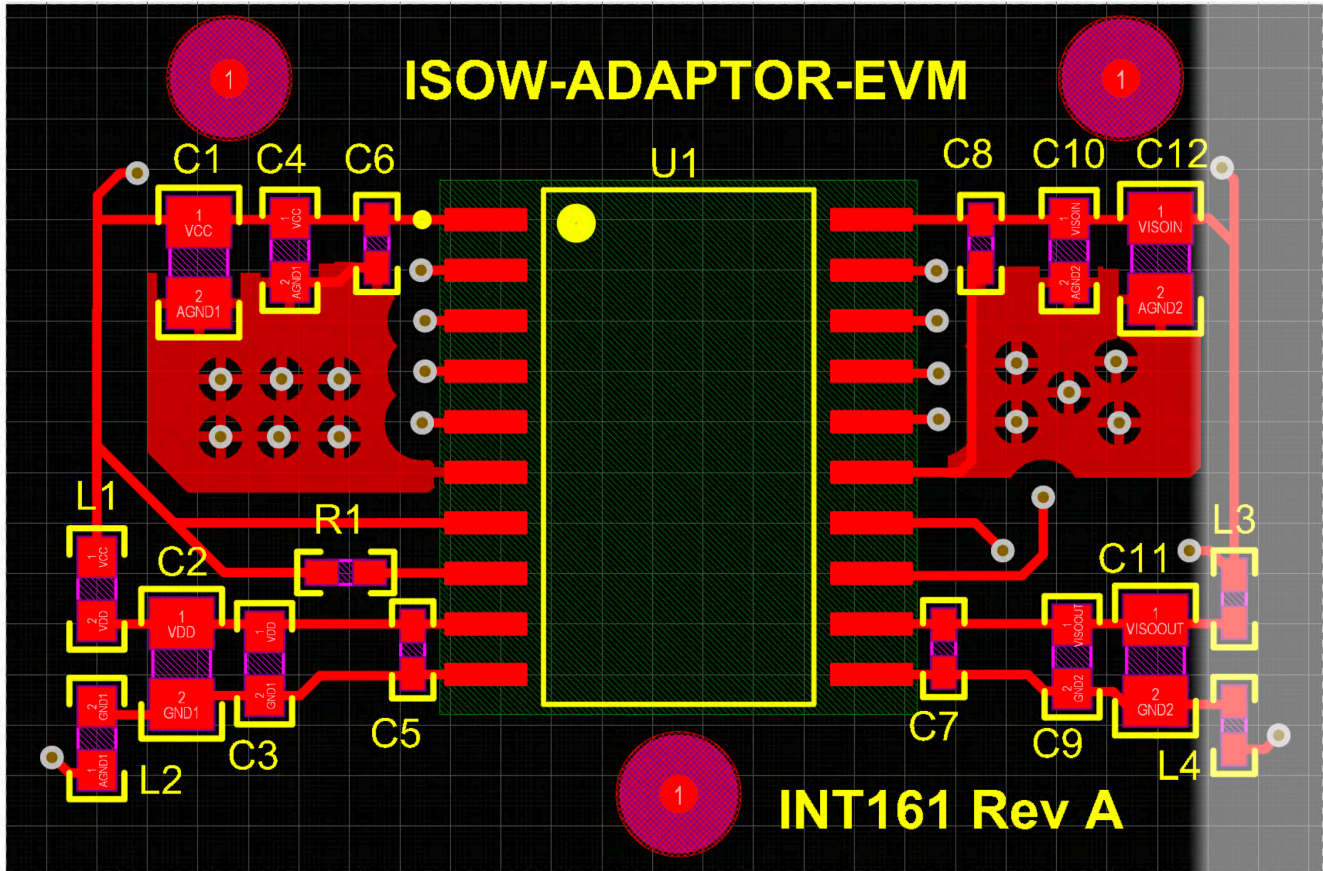 1
1
ISOW-ADAPTOR-EVM
C1
C4
C6
U1
C8
C10
C12
1
VCC
VCC
1
VISOIN
1
VISOIN
2
AGND1
2
AGND1
2
AGND2
2
AGND2
L1
R1
L3
C2
C11
1
VCC
2
VDD
1
VDD
1
VDD
1
VISOOUT
1
VISOOUT
2
GND1
2
GND1
2
GND1
2
GND2
2
GND2
1
AGND1
L2
C3
C5
C7
C9
L4
1
INT161 Rev A